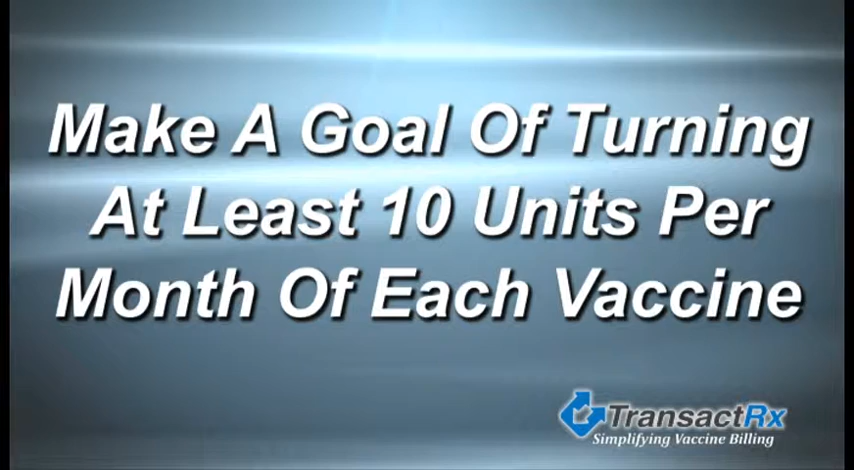 Make A Goal Of Turning
At Least 10 Units Per
Month Of Each Vaccine
TransactRx
Simplifying Vaccine Billing